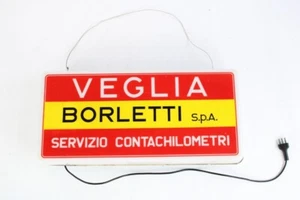 VEGLIA
BORLETTI S.p.A.
SERVIZIO CONTACHILOMETRI